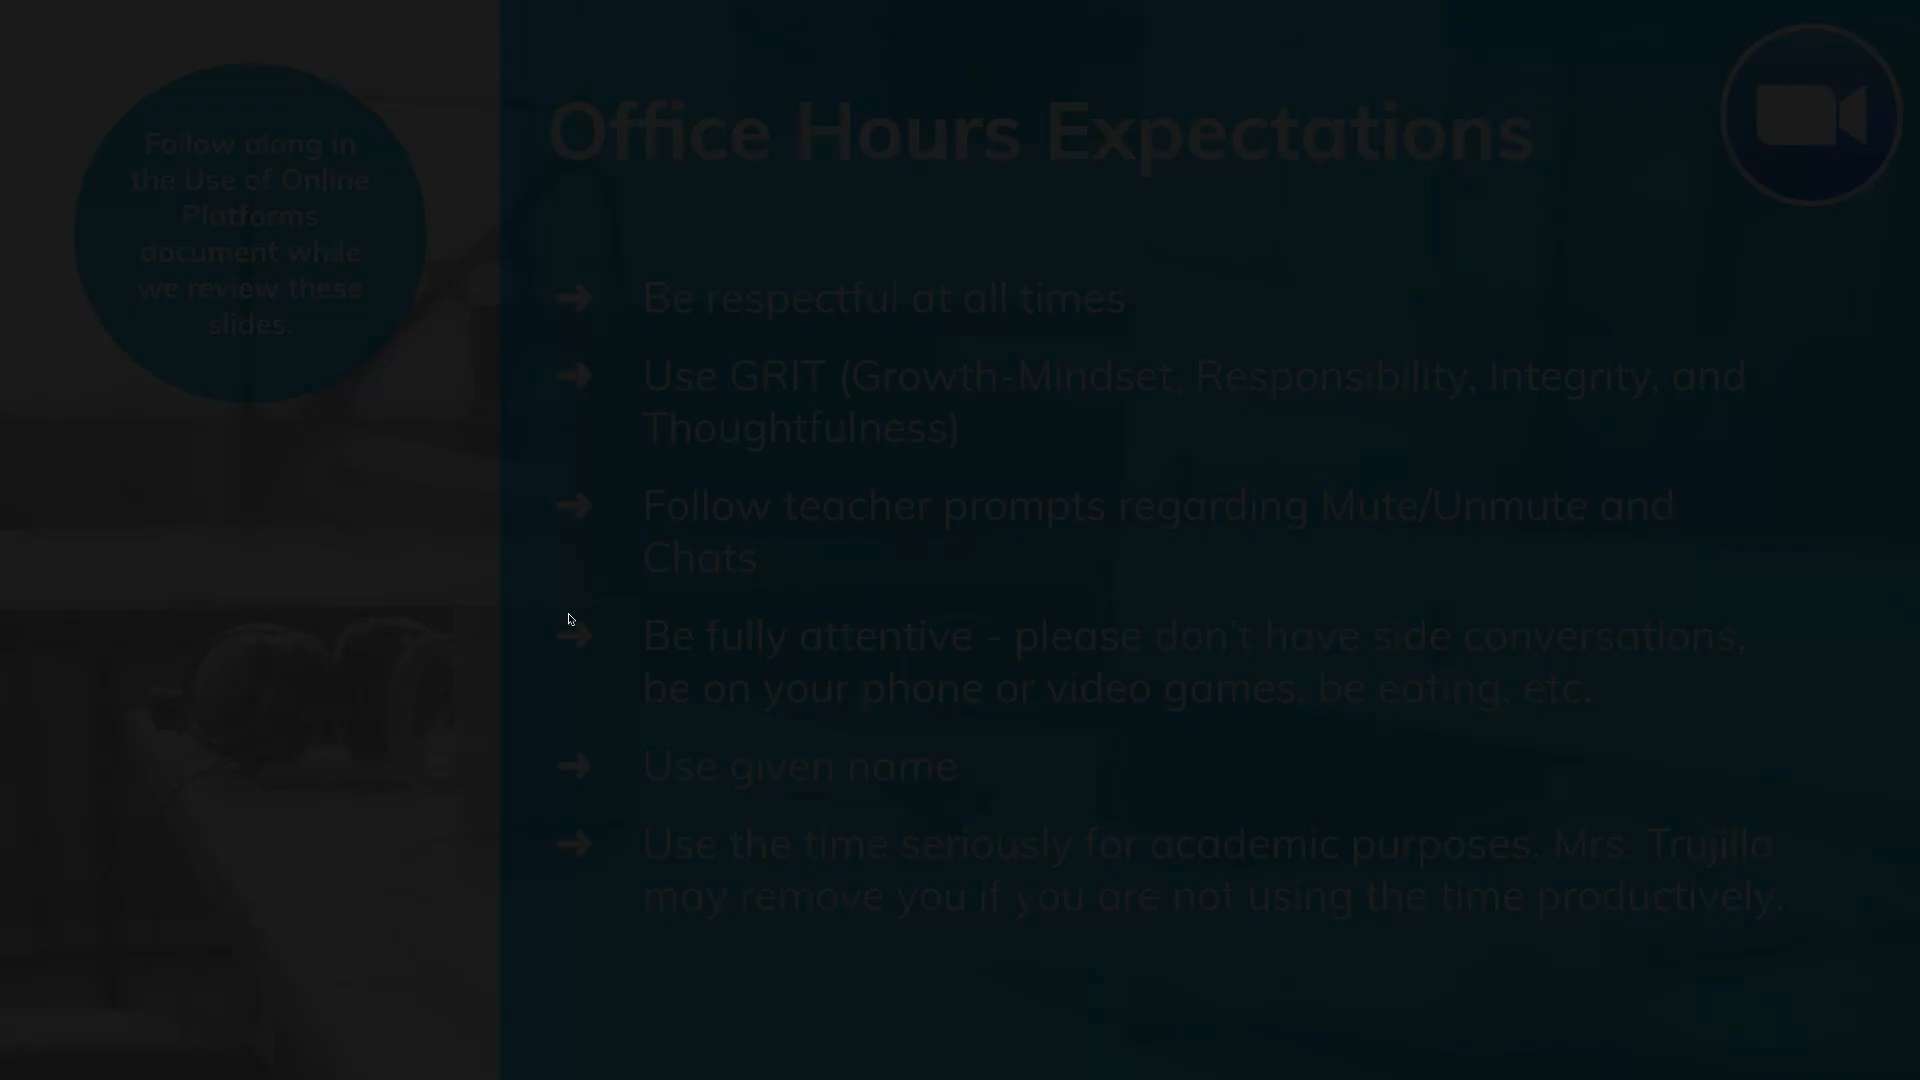 Follow along in
the Use of Online
Platforms
document while
we review these
slides.
Office Hours Expectations
➜ Be respectful at all times
➜ Use GRIT (Growth-Mindset, Responsibility, Integrity, and
Thoughtfulness)
➜ Follow teacher prompts regarding Mute/Unmute and
Chats
➜ Be fully attentive - please don't have side conversations,
be on your phone or video games, be eating, etc.
➜ Use given name
➜ Use the time seriously for academic purposes. Mrs. Trujillo
may remove you if you are not using the time productively.